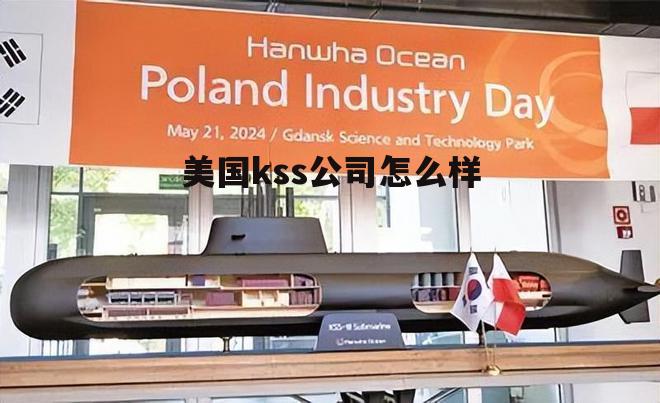 Hanwha Ocean
Poland Industry Day
May 21, 2024 / Gdansk Science and Technology Park
美国kss公司怎么样
KSS-III Submarine
Hanwha Ocean